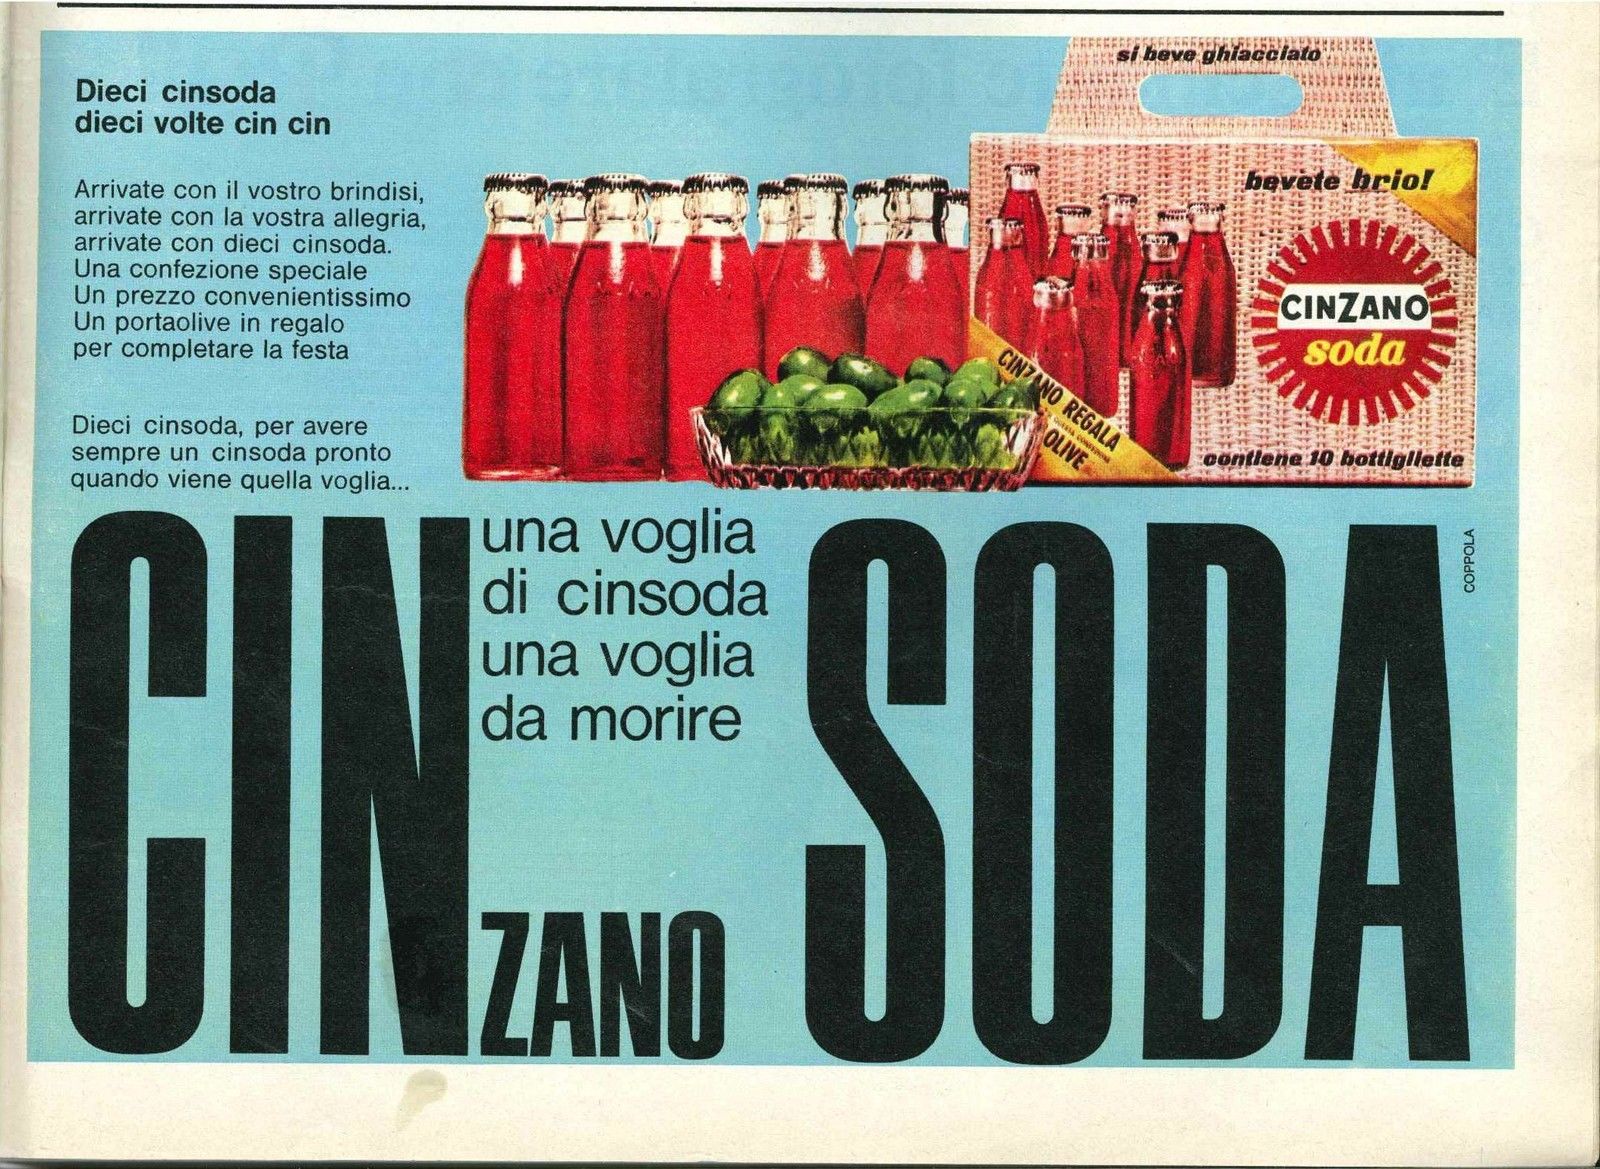 Dieci cinsoda
dieci volte cin cin
Arrivate con il vostro brindisi,
arrivate con la vostra allegria,
arrivate con dieci cinsoda.
Una confezione speciale
Un prezzo convenientissimo
Un portaolive in regalo
per completare la festa
Dieci cinsoda, per avere
sempre un cinsoda pronto
quando viene quella voglia...
si beve ghiacciato
bevete brio!
CINZANO
soda
CINZANO REGALA
OLIVE
contiene 10 bottigliette
una voglia
di cinsoda
una voglia
da morire
CINZANO SODA
COPPOLA